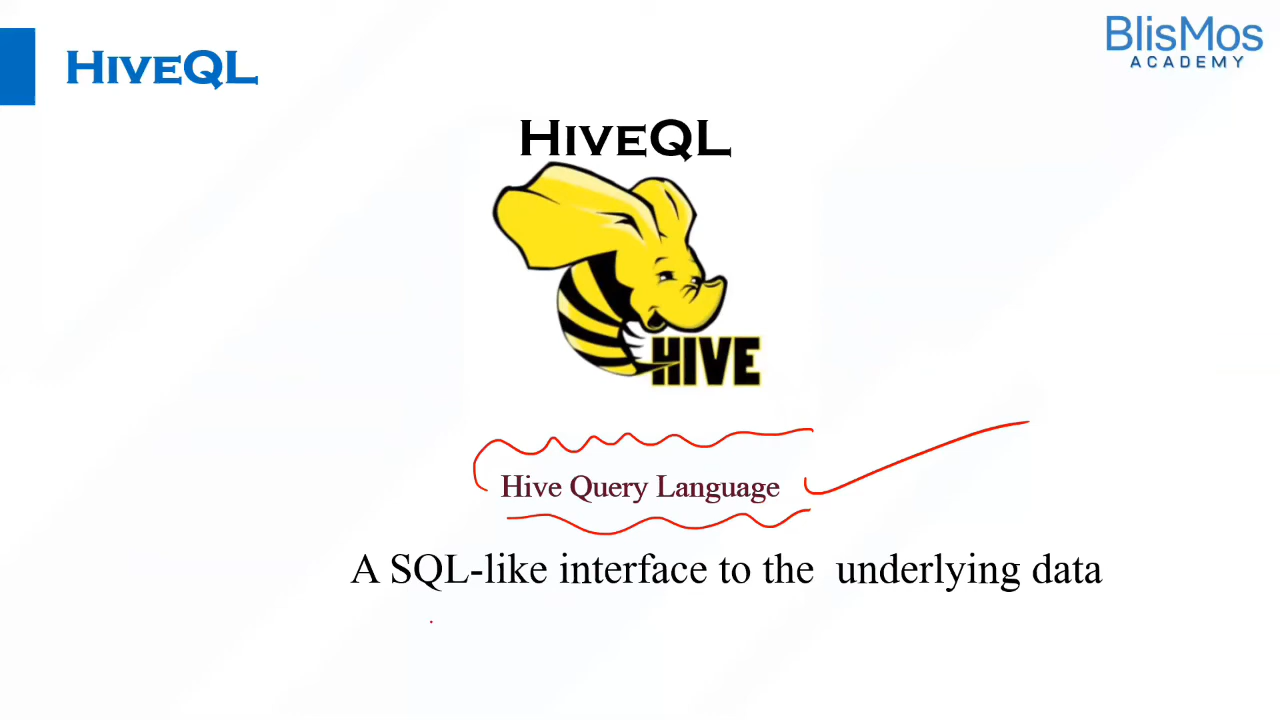 HIVEQL
BlisMos
ACADEMY
HIVEQL
HIVE
Hive Query Language
A SQL-like interface to the underlying data